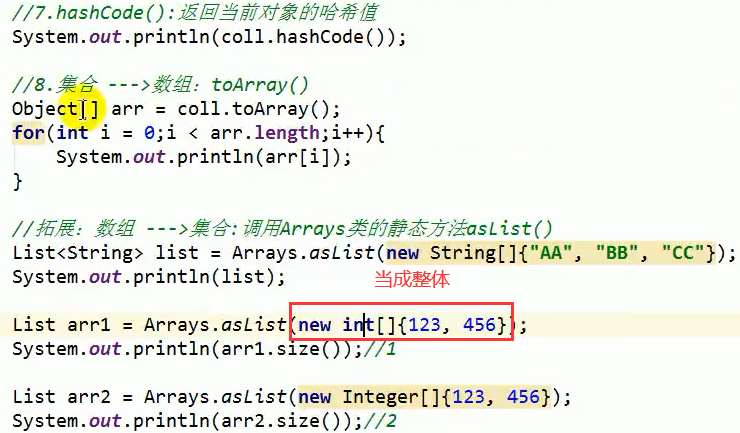 //7.hashCode():返回当前对象的哈希值
System.out.println(coll.hashCode());
//8.集合 --->数组：toArray()
Object[] arr = coll.toArray();
for(int i = 0;i < arr.length;i++){
System.out.println(arr[i]);
}
//拓展：数组 --->集合:调用Arrays类的静态方法asList()
List<String> list = Arrays.asList(new String[]{"AA", "BB", "CC"});
System.out.println(list);
当成整体
List arr1 = Arrays.asList(new int[]{123, 456});
System.out.println(arr1.size());//1
List arr2 = Arrays.asList(new Integer[]{123, 456});
System.out.println(arr2.size());//2